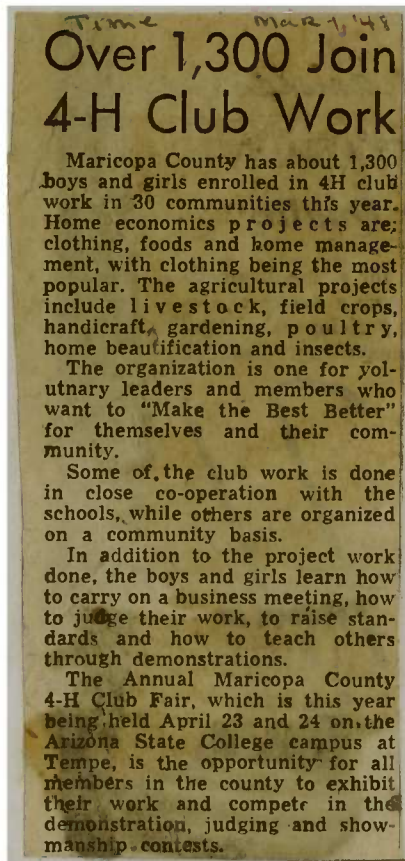 Time Mar 1, '48
Over 1,300 Join
4-H Club Work
Maricopa County has about 1,300
boys and girls enrolled in 4H club
work in 30 communities this year.
Home economics projects are;
clothing, foods and home manage-
ment, with clothing being the most
popular. The agricultural projects
include livestock, field crops,
handicraft, gardening, poultry,
home beautification and insects.
The organization is one for vol-
utnary leaders and members who
want to "Make the Best Better"
for themselves and their com-
munity.
Some of the club work is done
in close co-operation with the
schools, while others are organized
on a community basis.
In addition to the project work
done, the boys and girls learn how
to carry on a business meeting, how
to judge their work, to raise stan-
dards and how to teach others
through demonstrations.
The Annual Maricopa County
4-H Club Fair, which is this year
being held April 23 and 24 on the
Arizona State College campus at
Tempe, is the opportunity for all
members in the county to exhibit
their work and compete in the
demonstration, judging and show-
manship contests.